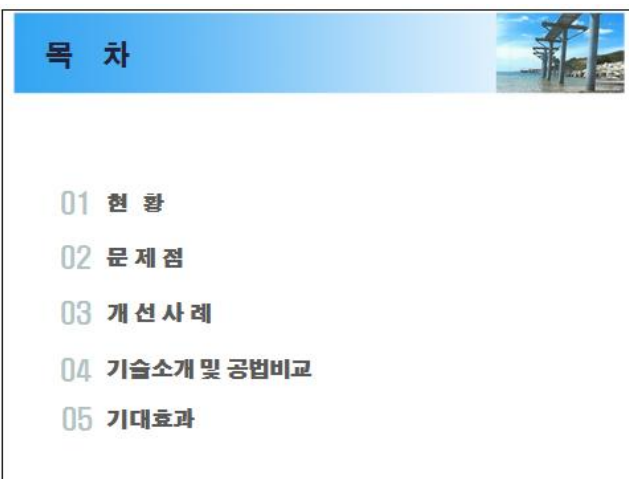 목 차
01 현 황
02 문 제 점
03 개 선 사 례
04 기술소개 및 공법비교
05 기대효과